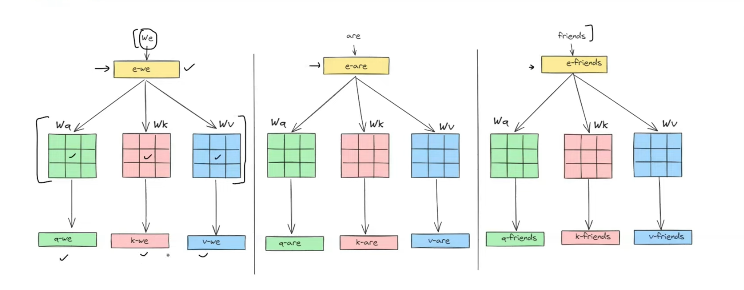 We
are
friends
e-we
e-are
e-friends
Wq Wk Wv
Wq Wk Wv
Wq Wk Wv
q-we k-we v-we
q-are k-are v-are
q-friends k-friends v-friends